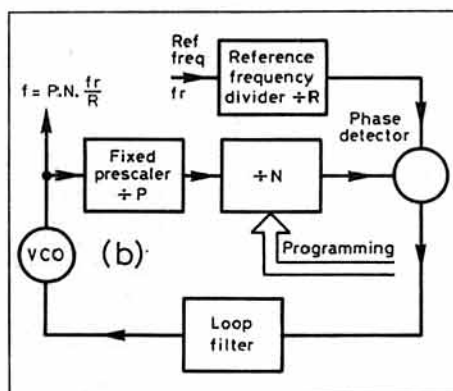 Ref
freq
fr
Reference
frequency
divider ÷R
f = P.N. fr/R
Phase
detector
Fixed
prescaler
÷ P
÷N
VCO
(b)
Programming
Loop
filter